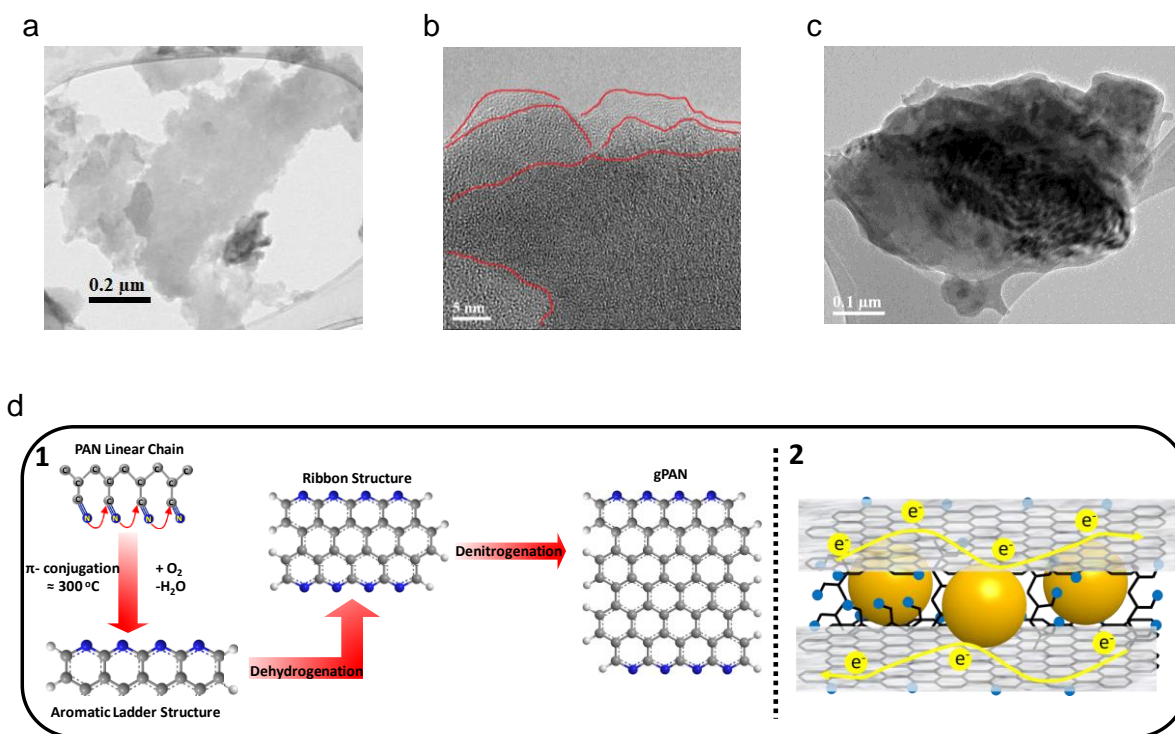 a
b
c
0.2 µm
5 nm
0.1 µm
d
1
PAN Linear Chain
C C C C C
C C C C
C C C C
N N N N
π- conjugation
≈ 300 °C
+ O₂
-H₂O
Aromatic Ladder Structure
Dehydrogenation
Ribbon Structure
Denitrogenation
gPAN
2
e⁻
e⁻
e⁻
e⁻
e⁻
e⁻
e⁻